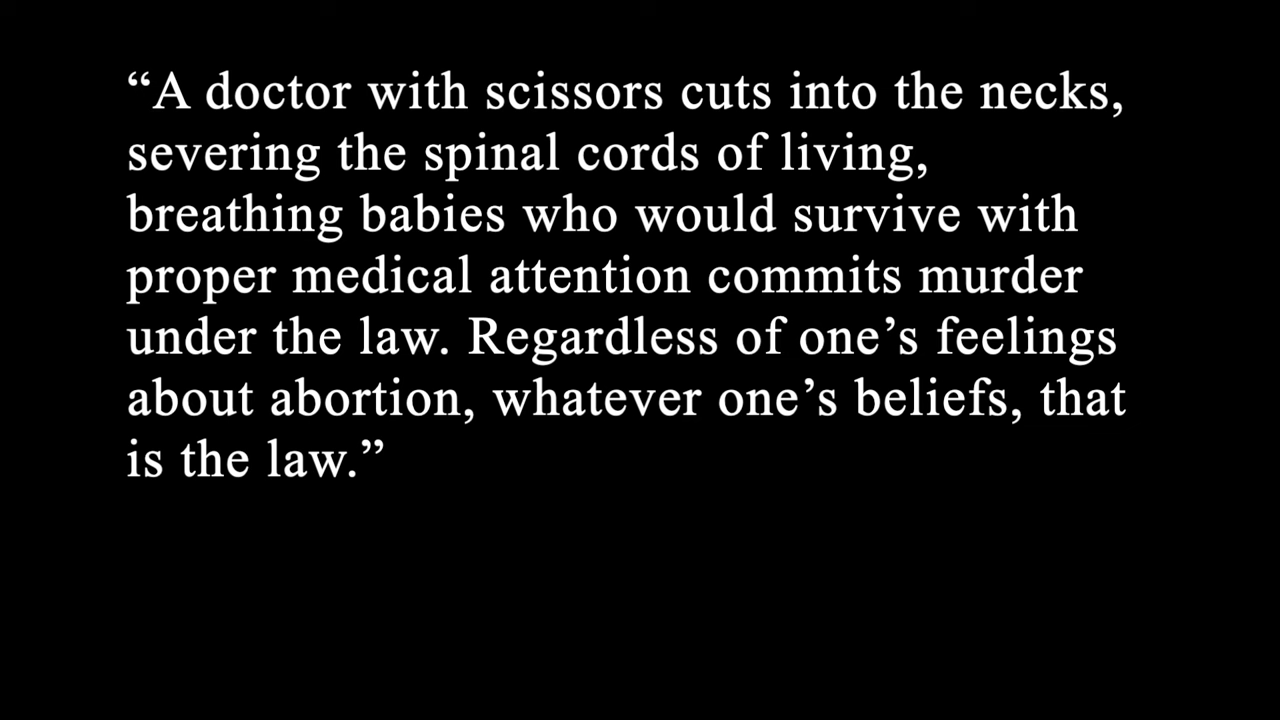 “A doctor with scissors cuts into the necks,
severing the spinal cords of living,
breathing babies who would survive with
proper medical attention commits murder
under the law. Regardless of one’s feelings
about abortion, whatever one’s beliefs, that
is the law.”